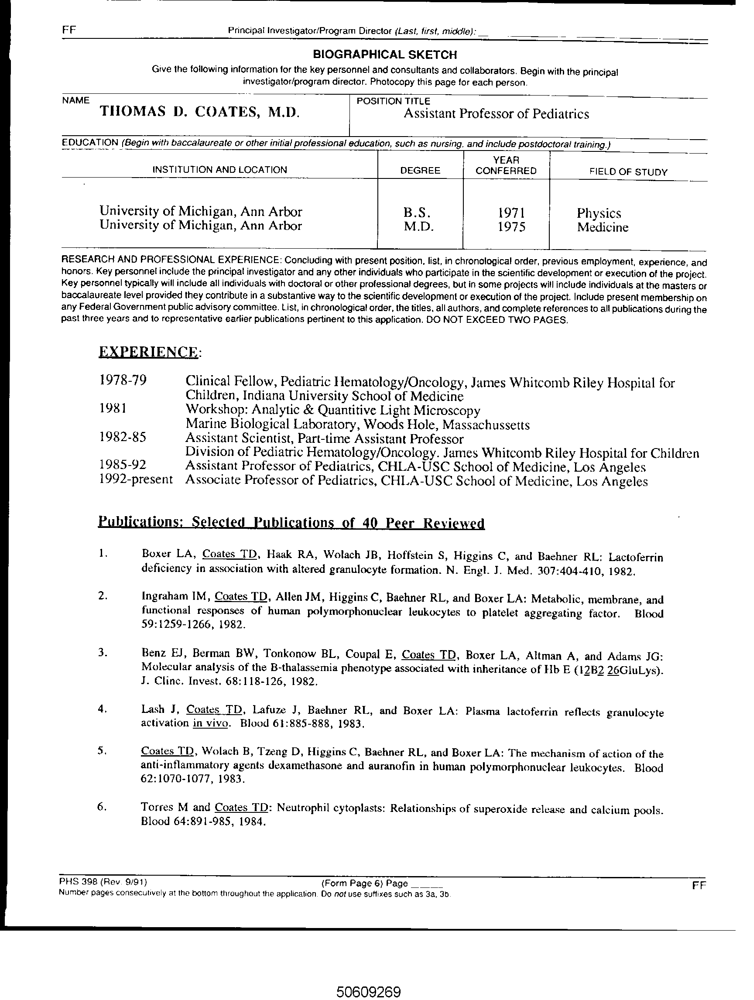 FF
Principal Investigator/Program Director (Last, first, middle):
BIOGRAPHICAL SKETCH
Give the following information for the key personnel and consultants and collaborators. Begin with the principal
investigator/program director. Photocopy this page for each person.
NAME
THOMAS D. COATES, M.D.
POSITION TITLE
Assistant Professor of Pediatrics
EDUCATION (Begin with baccalaureate or other initial professional education, such as nursing, and include postdoctoral training.)
INSTITUTION AND LOCATION DEGREE YEAR CONFERRED FIELD OF STUDY
University of Michigan, Ann Arbor B.S. 1971 Physics
University of Michigan, Ann Arbor M.D. 1975 Medicine
RESEARCH AND PROFESSIONAL EXPERIENCE: Concluding with present position, list, in chronological order, previous employment, experience, and
honors. Key personnel include the principal investigator and any other individuals who participate in the scientific development or execution of the project.
Key personnel typically will include all individuals with doctoral or other professional degrees, but in some projects will include individuals at the masters or
baccalaureate level provided they contribute in a substantive way to the scientific development or execution of the project. Include present membership on
any Federal Government public advisory committee. List, in chronological order, the titles, all authors, and complete references to all publications during the
past three years and to representative earlier publications pertinent to this application. DO NOT EXCEED TWO PAGES.
EXPERIENCE:
1978-79 Clinical Fellow, Pediatric Hematology/Oncology, James Whitcomb Riley Hospital for
Children, Indiana University School of Medicine
1981 Workshop: Analytic & Quantitive Light Microscopy
Marine Biological Laboratory, Woods Hole, Massachussetts
1982-85 Assistant Scientist, Part-time Assistant Professor
Division of Pediatric Hematology/Oncology. James Whitcomb Riley Hospital for Children
1985-92 Assistant Professor of Pediatrics, CHLA-USC School of Medicine, Los Angeles
1992-present Associate Professor of Pediatrics, CHLA-USC School of Medicine, Los Angeles
Publications: Selected Publications of 40 Peer Reviewed
1. Boxer LA, Coates TD, Haak RA, Wolach JB, Hoffstein S, Higgins C, and Baehner RL: Lactoferrin
deficiency in association with altered granulocyte formation. N. Engl. J. Med. 307:404-410, 1982.
2. Ingraham IM, Coates TD, Allen JM, Higgins C, Baehner RL, and Boxer LA: Metabolic, membrane, and
functional responses of human polymorphonuclear leukocytes to platelet aggregating factor. Blood
59:1259-1266, 1982.
3. Benz EJ, Berman BW, Tonkonow BL, Coupal E, Coates TD, Boxer LA, Altman A, and Adams JG:
Molecular analysis of the B-thalassemia phenotype associated with inheritance of Hb E (12B2 26GluLys).
J. Clinc. Invest. 68:118-126, 1982.
4. Lash J, Coates TD, Lafuze J, Baehner RL, and Boxer LA: Plasma lactoferrin reflects granulocyte
activation in vivo. Blood 61:885-888, 1983.
5. Coates TD, Wolach B, Tzeng D, Higgins C, Baehner RL, and Boxer LA: The mechanism of action of the
anti-inflammatory agents dexamethasone and auranofin in human polymorphonuclear leukocytes. Blood
62:1070-1077, 1983.
6. Torres M and Coates TD: Neutrophil cytoplasts: Relationships of superoxide release and calcium pools.
Blood 64:891-985, 1984.
PHS 398 (Rev. 9/91) (Form Page 6) Page FF
Number pages consecutively at the bottom throughout the application. Do not use suffixes such as 3a, 3b.
50609269